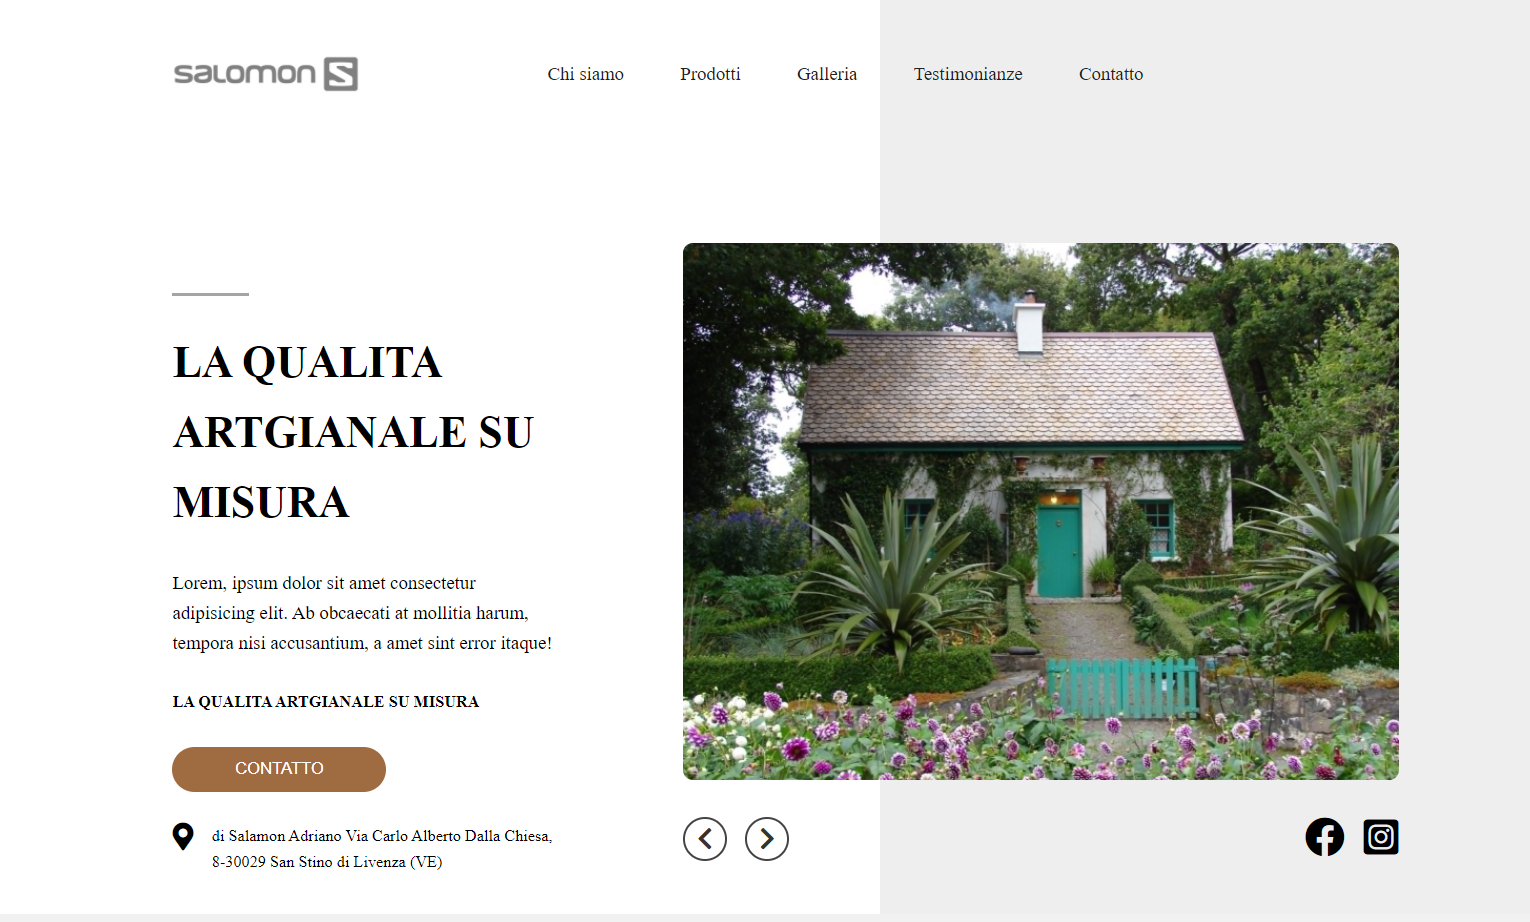 salomon S
Chi siamo Prodotti Galleria Testimonianze Contatto
LA QUALITA
ARTGIANALE SU
MISURA
Lorem, ipsum dolor sit amet consectetur
adipisicing elit. Ab obcaecati at mollitia harum,
tempora nisi accusantium, a amet sint error itaque!
LA QUALITA ARTGIANALE SU MISURA
CONTATTO
di Salamon Adriano Via Carlo Alberto Dalla Chiesa,
8-30029 San Stino di Livenza (VE)